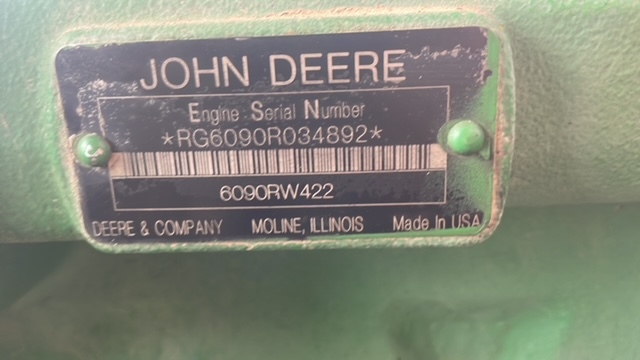 JOHN DEERE
Engine Serial Number
*RG6090R034892*
6090RW422
DEERE & COMPANY MOLINE, ILLINOIS Made In USA